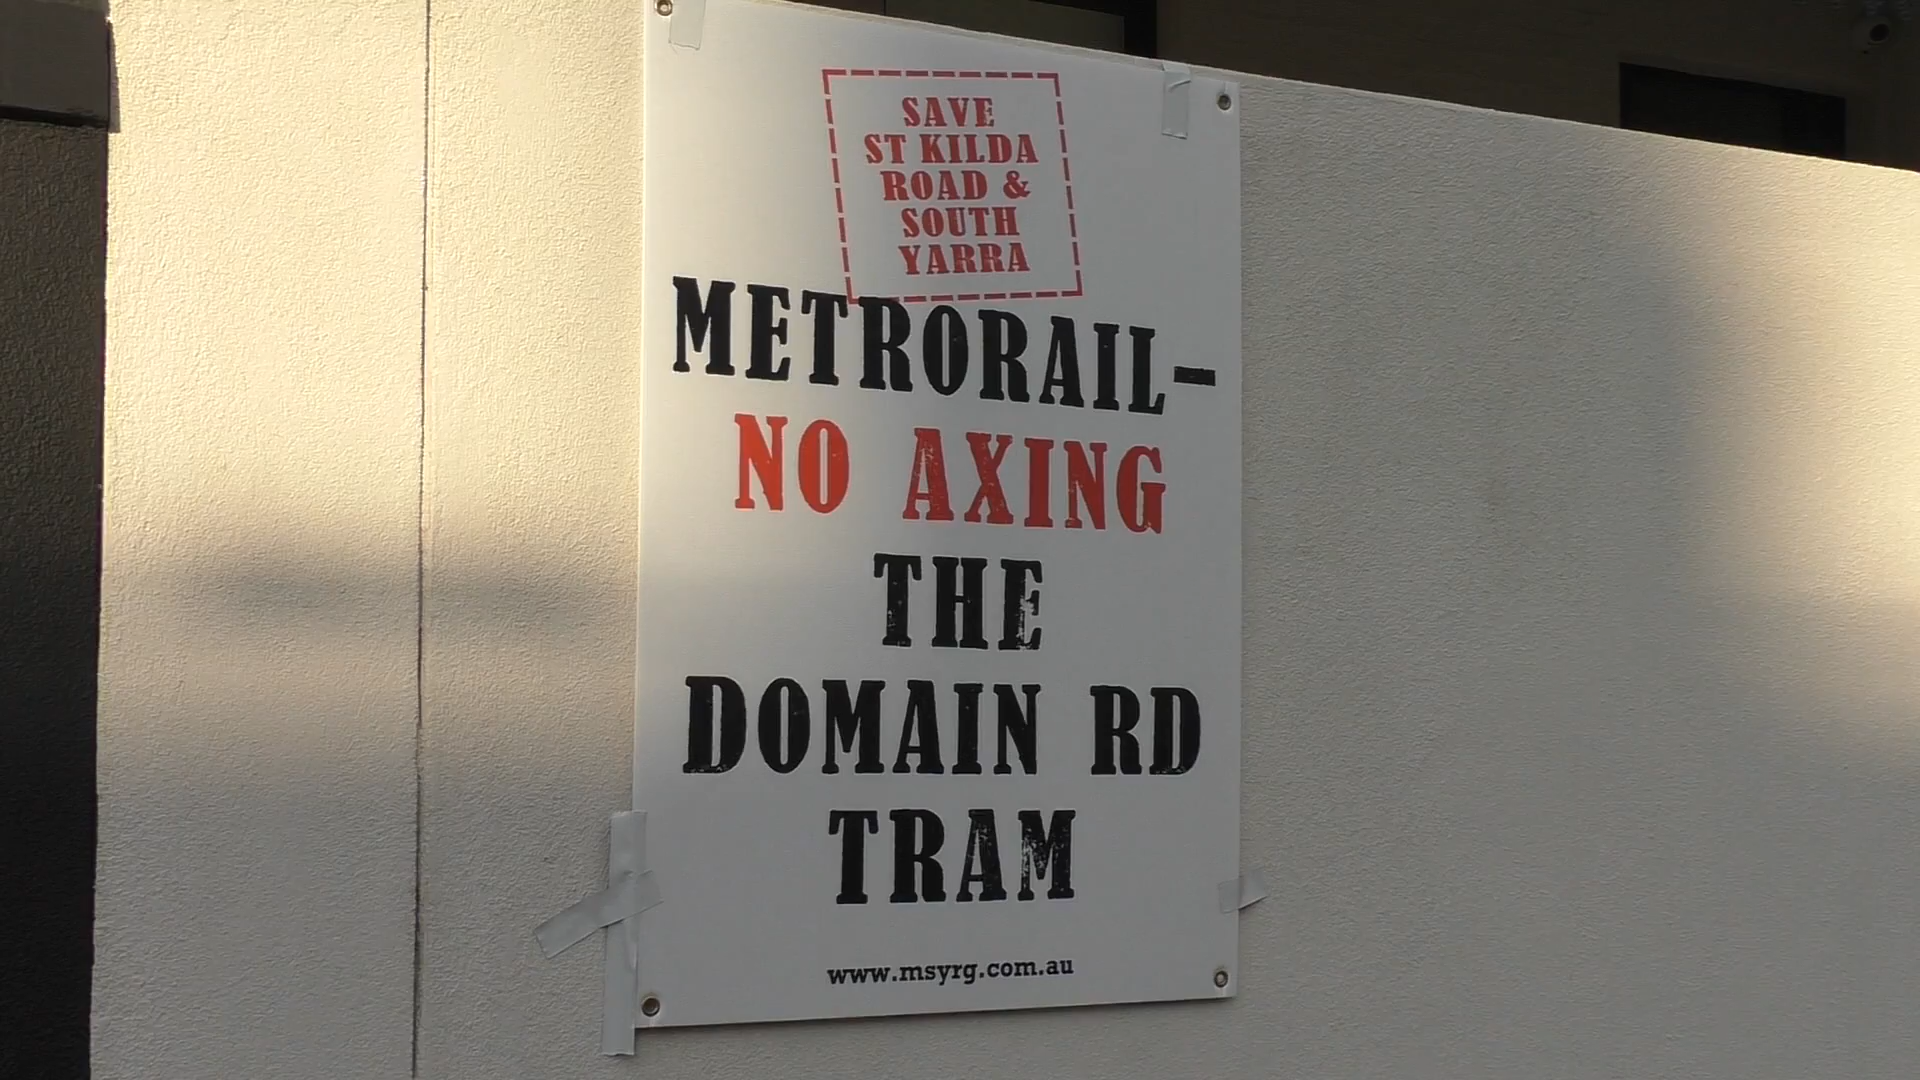 SAVE
ST KILDA
ROAD &
SOUTH
YARRA
METRORAIL-
NO AXING
THE
DOMAIN RD
TRAM
www.msyrg.com.au